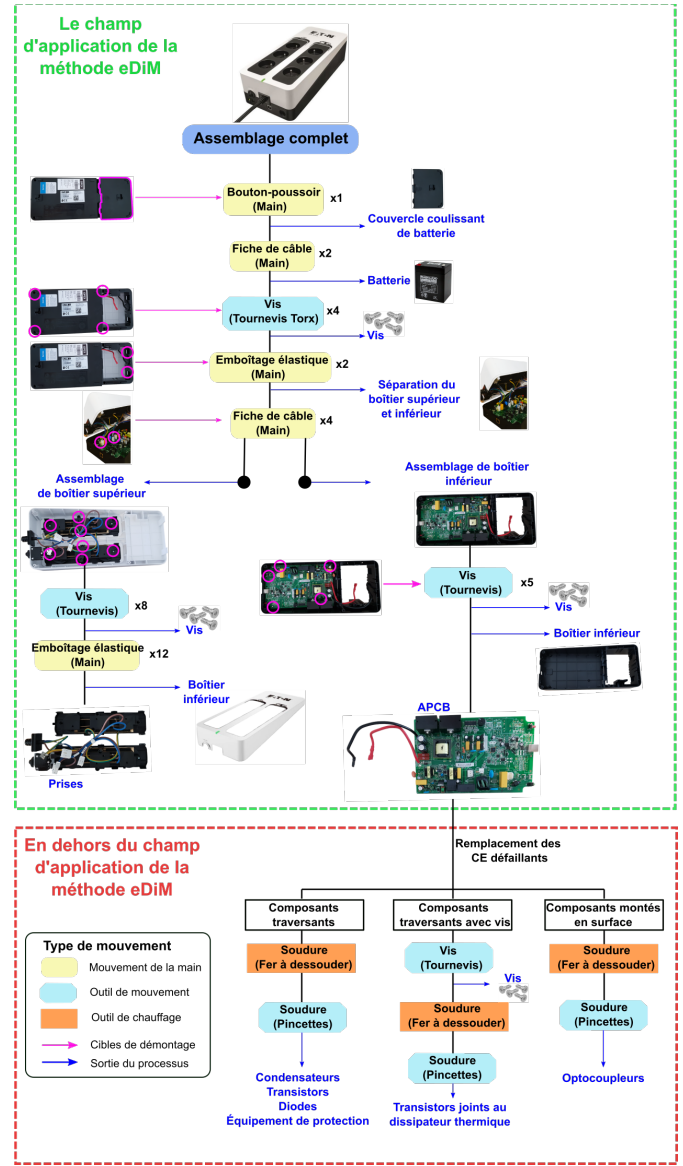 Le champ
d'application de la
méthode eDiM
EATON
Assemblage complet
Bouton-poussoir
(Main)
x1
Couvercle coulissant
de batterie
Fiche de câble
(Main)
x2
Batterie
Vis
(Tournevis Torx)
x4
Vis
Emboîtage élastique
(Main)
x2
Séparation du
boîtier supérieur
et inférieur
Fiche de câble
(Main)
x4
Assemblage
de boîtier supérieur
Assemblage de boîtier
inférieur
Vis
(Tournevis)
x8
Vis
Emboîtage élastique
(Main)
x12
Boîtier
inférieur
Prises
Vis
(Tournevis)
x5
Vis
Boîtier inférieur
APCB
En dehors du champ
d'application de la
méthode eDiM
Remplacement des
CE défaillants
Composants
traversants
Composants
traversants avec vis
Composants montés
en surface
Soudure
(Fer à dessouder)
Soudure
(Pincettes)
Condensateurs
Transistors
Diodes
Équipement de protection
Vis
(Tournevis)
Vis
Soudure
(Fer à dessouder)
Soudure
(Pincettes)
Transistors joints au
dissipateur thermique
Soudure
(Fer à dessouder)
Soudure
(Pincettes)
Optocoupleurs
Type de mouvement
Mouvement de la main
Outil de mouvement
Outil de chauffage
Cibles de démontage
Sortie du processus